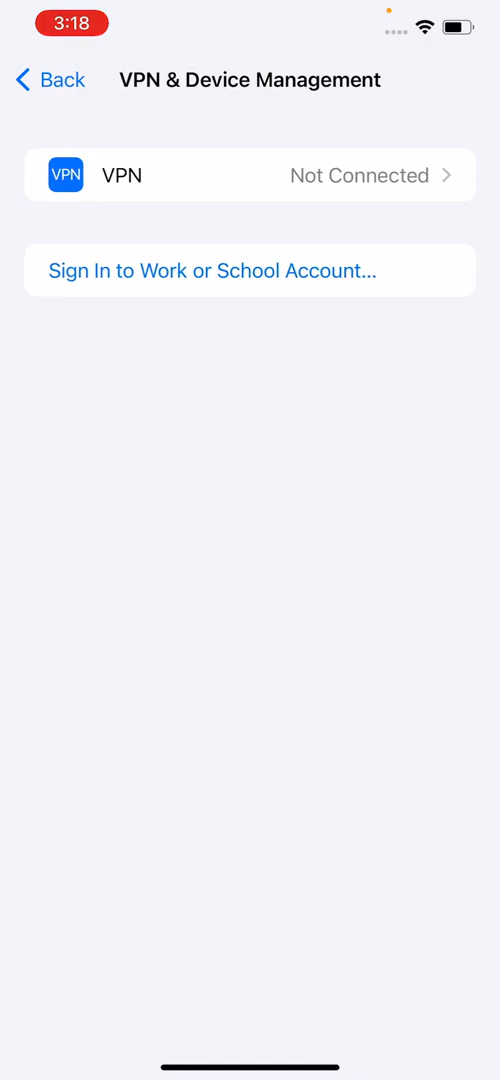 3:18
Back
VPN & Device Management
VPN
VPN
Not Connected
Sign In to Work or School Account...